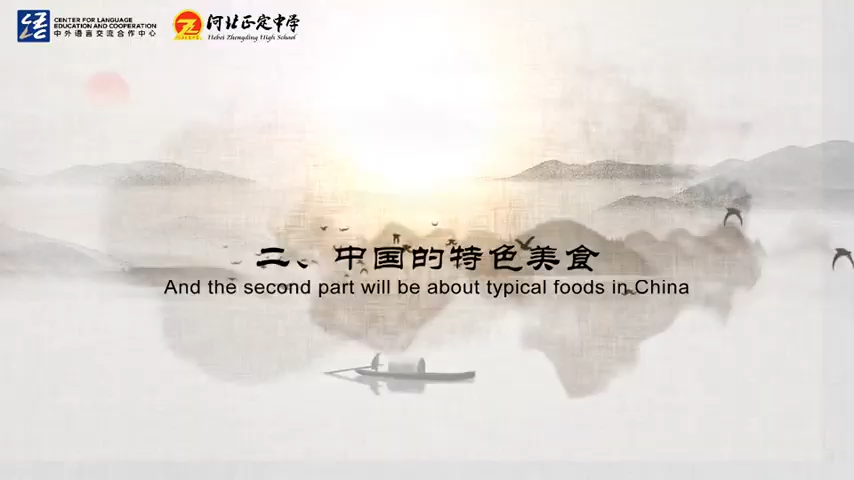 CENTER FOR LANGUAGE
EDUCATION AND COOPERATION
中外语言交流合作中心
河北正定中学
Hebei Zhengding High School
二、中国的特色美食
And the second part will be about typical foods in China